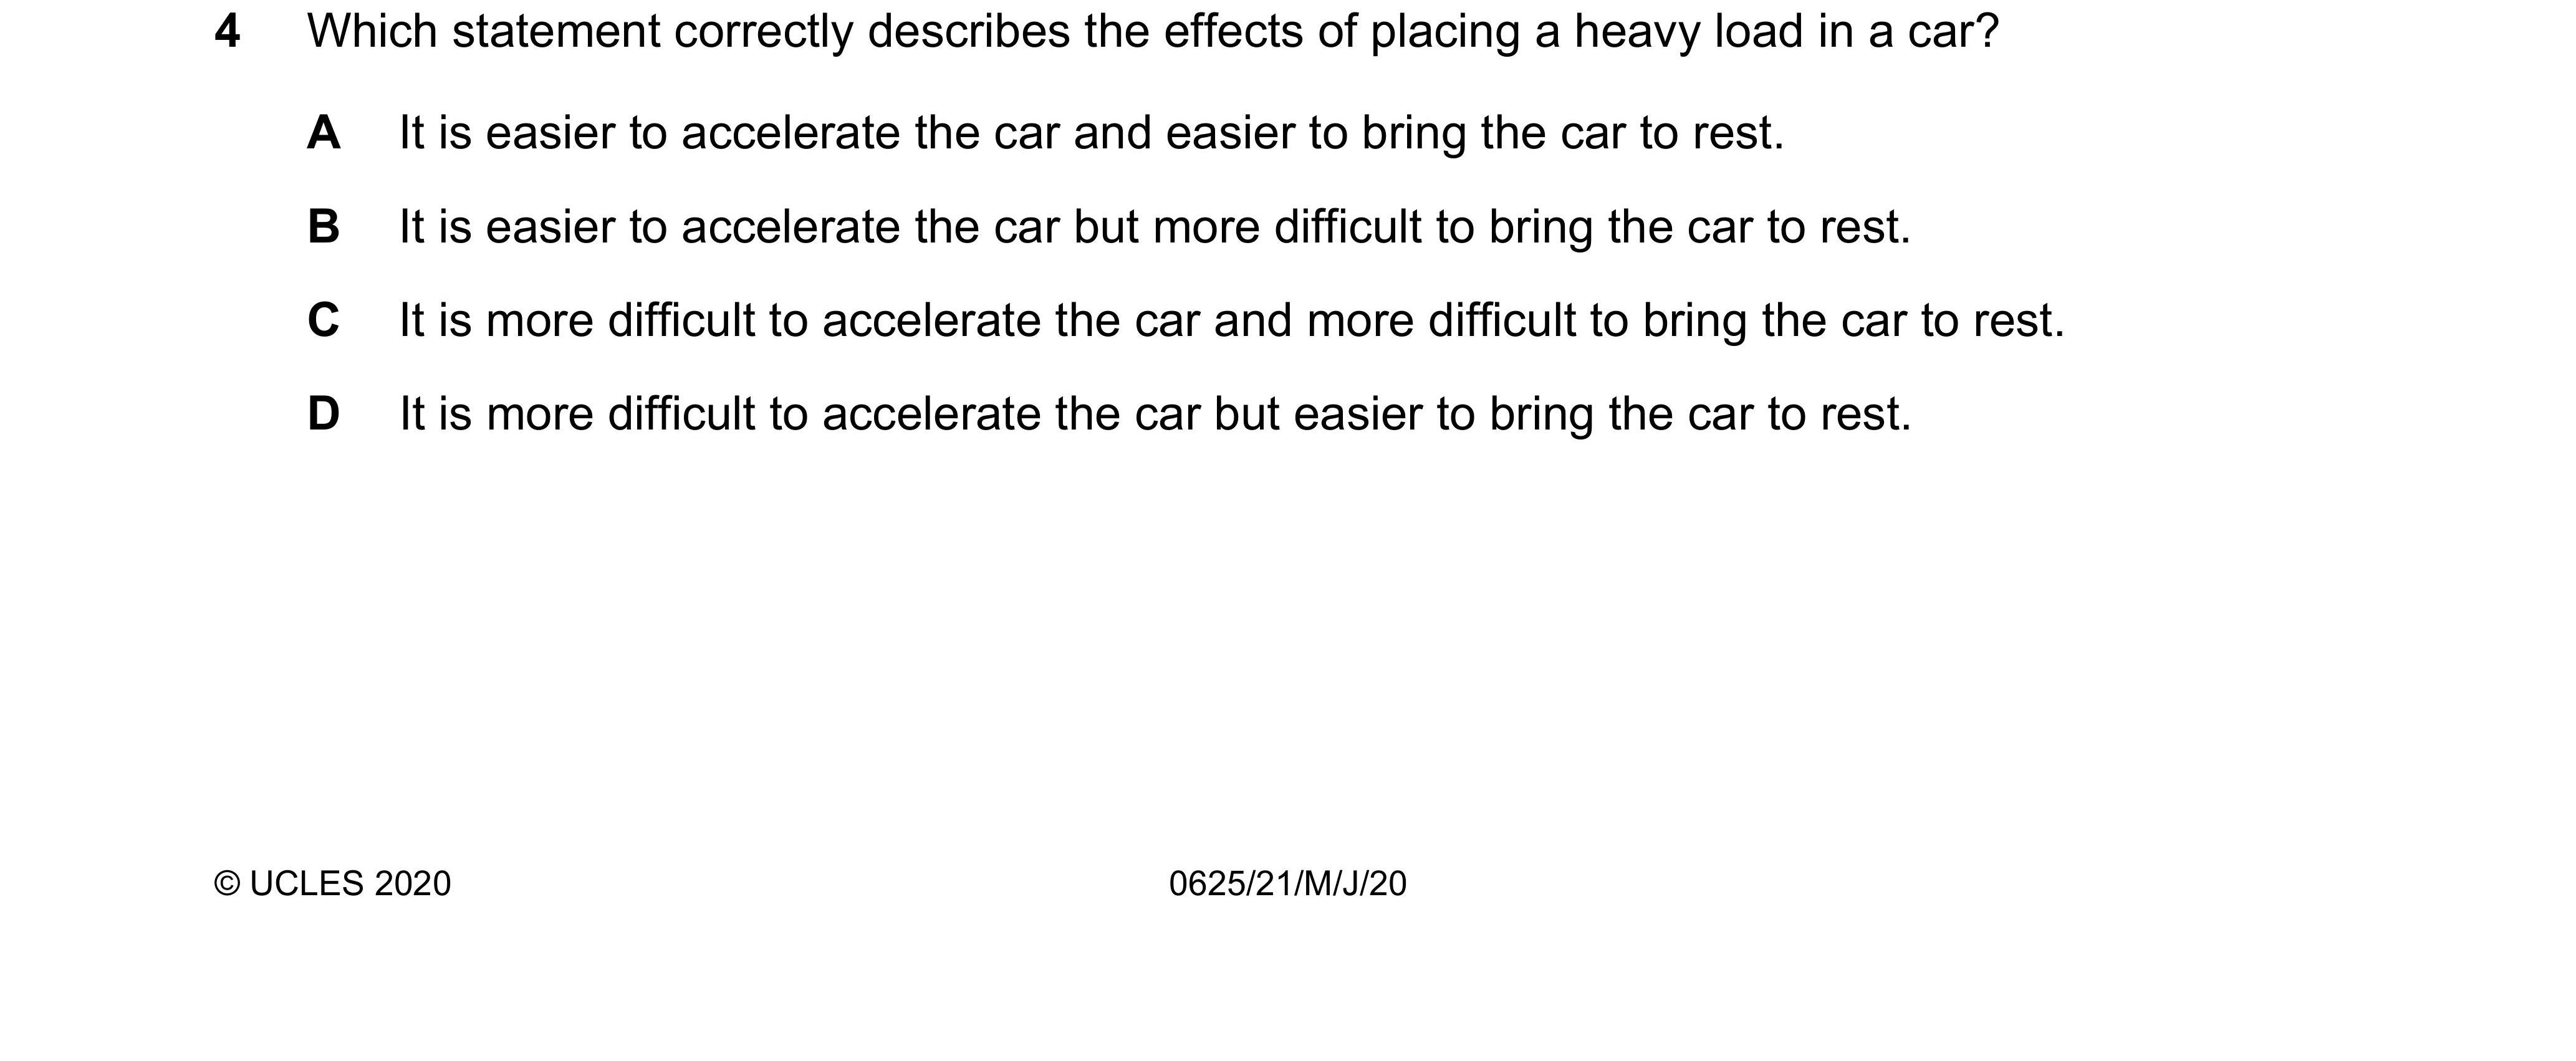 4 Which statement correctly describes the effects of placing a heavy load in a car?
A It is easier to accelerate the car and easier to bring the car to rest.
B It is easier to accelerate the car but more difficult to bring the car to rest.
C It is more difficult to accelerate the car and more difficult to bring the car to rest.
D It is more difficult to accelerate the car but easier to bring the car to rest.
© UCLES 2020 0625/21/M/J/20